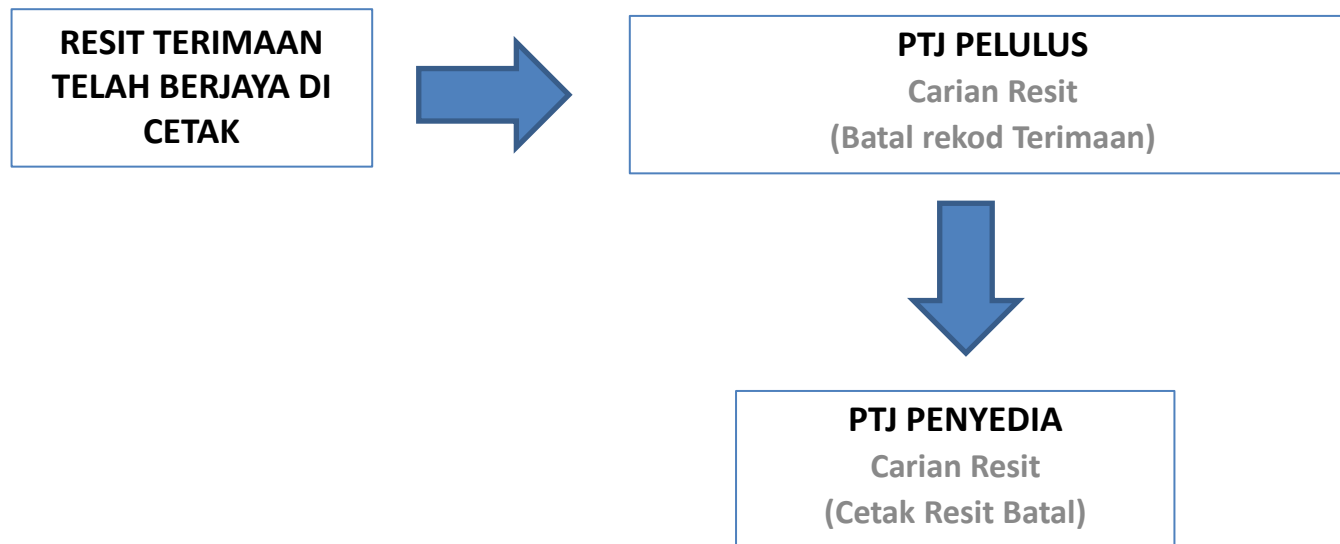 RESIT TERIMAAN
TELAH BERJAYA DI
CETAK
PTJ PELULUS
Carian Resit
(Batal rekod Terimaan)
PTJ PENYEDIA
Carian Resit
(Cetak Resit Batal)